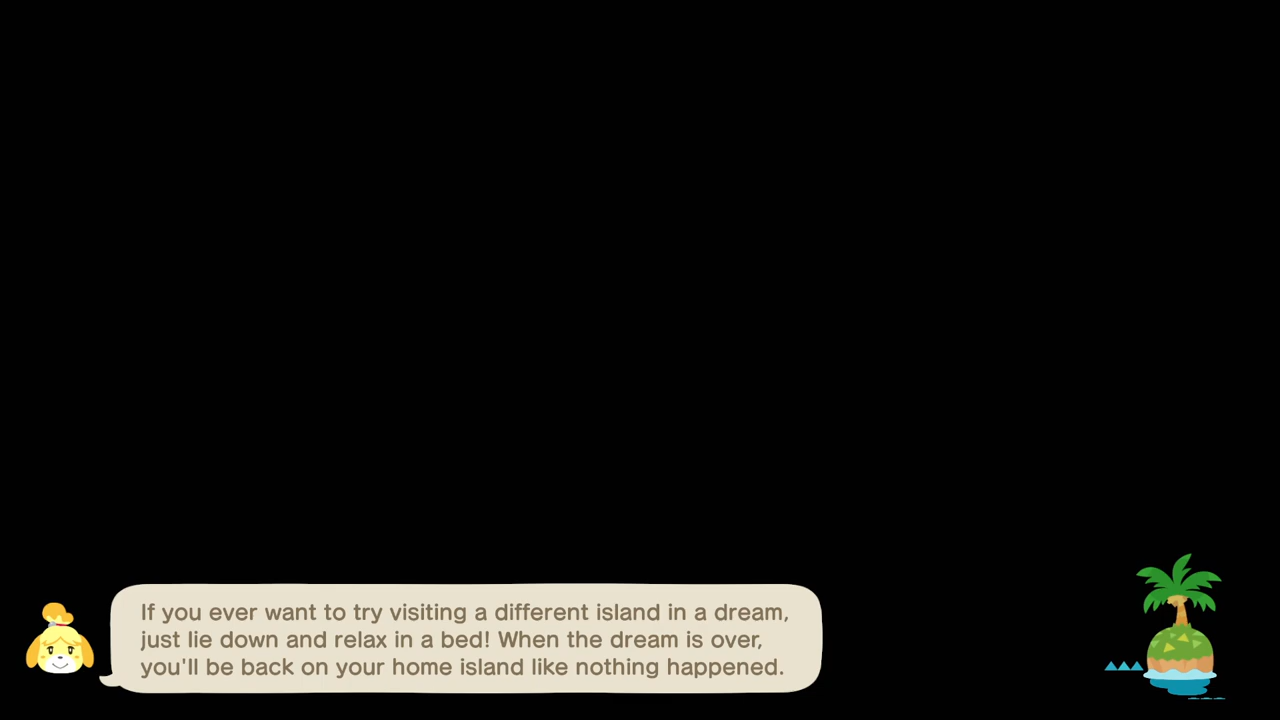 If you ever want to try visiting a different island in a dream,
just lie down and relax in a bed! When the dream is over,
you'll be back on your home island like nothing happened.